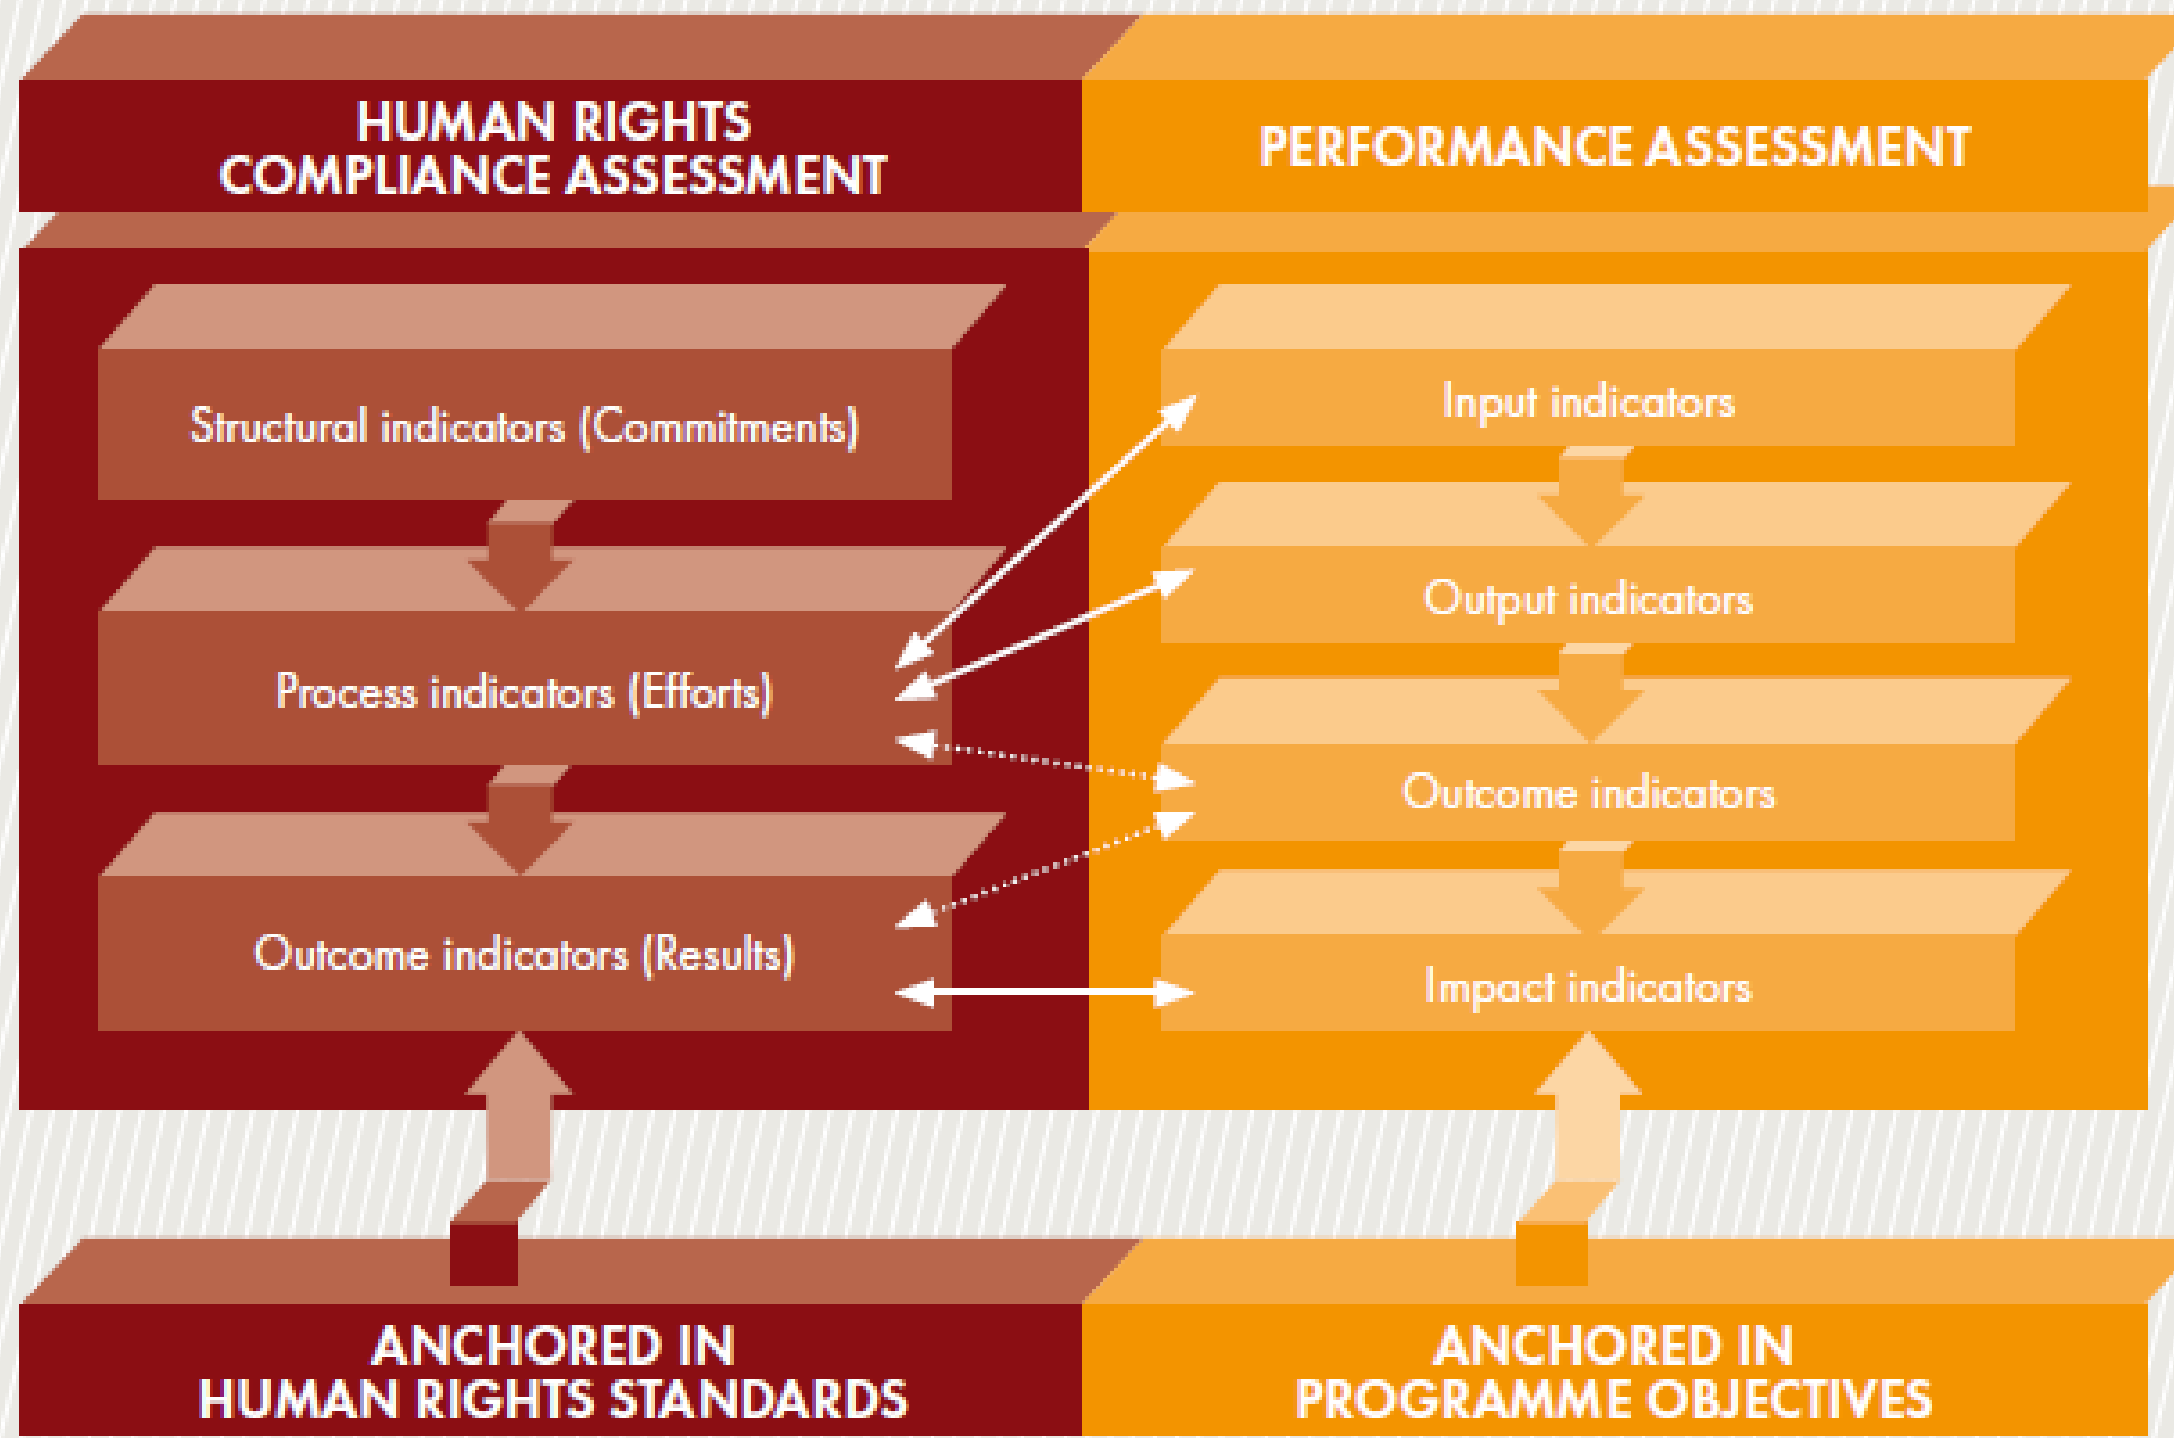 HUMAN RIGHTS
COMPLIANCE ASSESSMENT
PERFORMANCE ASSESSMENT
Structural indicators (Commitments)
Process indicators (Efforts)
Outcome indicators (Results)
Input indicators
Output indicators
Outcome indicators
Impact indicators
ANCHORED IN
HUMAN RIGHTS STANDARDS
ANCHORED IN
PROGRAMME OBJECTIVES